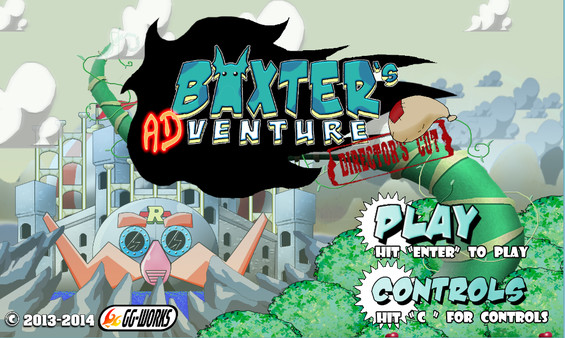 BAXTER's
ADVENTURE
DIRECTOR'S CUT
R
PLAY
HIT "ENTER" TO PLAY
CONTROLS
HIT "C" FOR CONTROLS
© 2013-2014 GG-WORKS